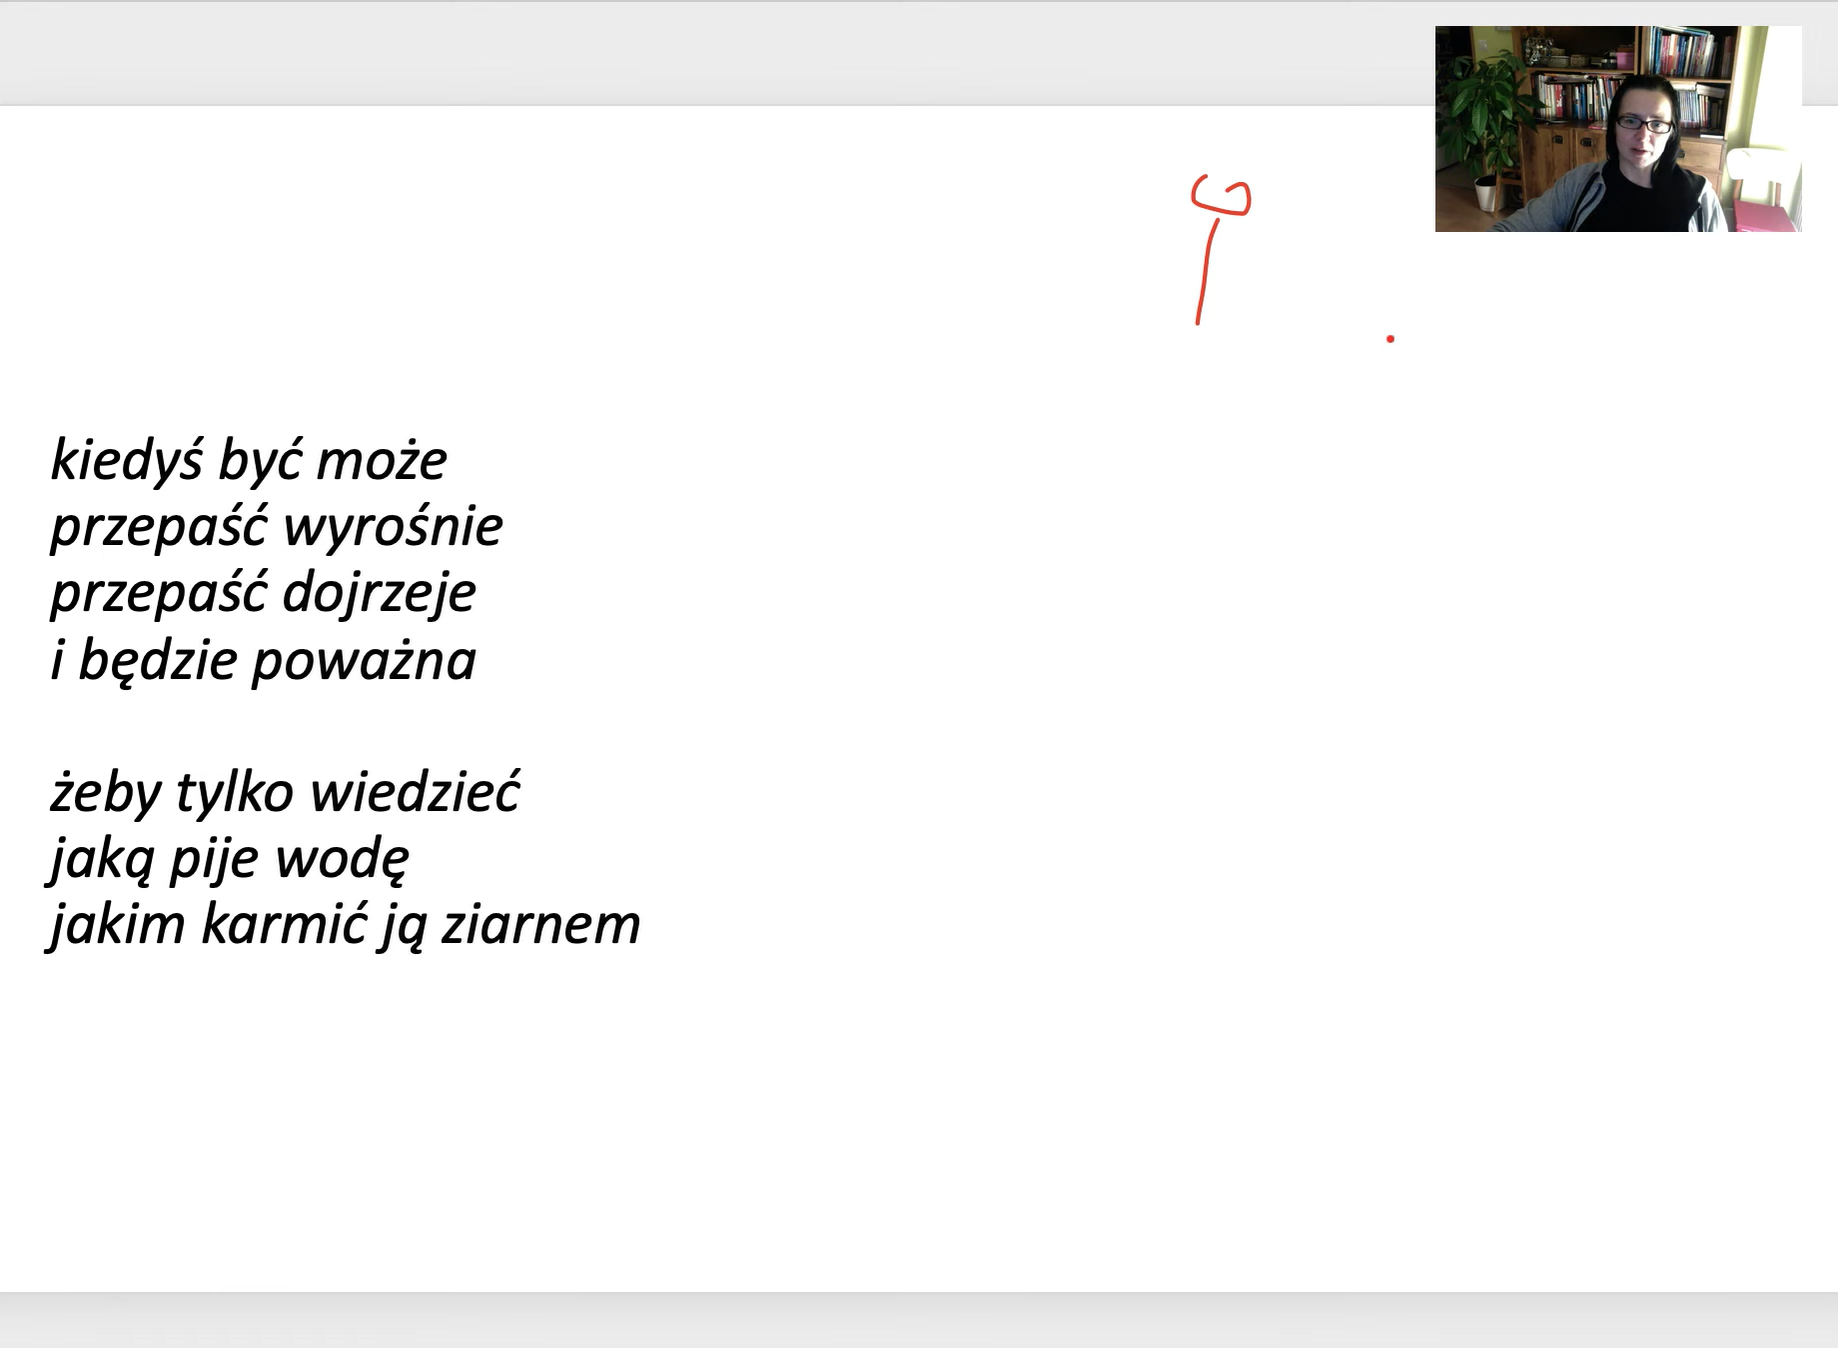 kiedyś być może
przepaść wyrośnie
przepaść dojrzeje
i będzie poważna
żeby tylko wiedzieć
jaką pije wodę
jakim karmić ją ziarnem